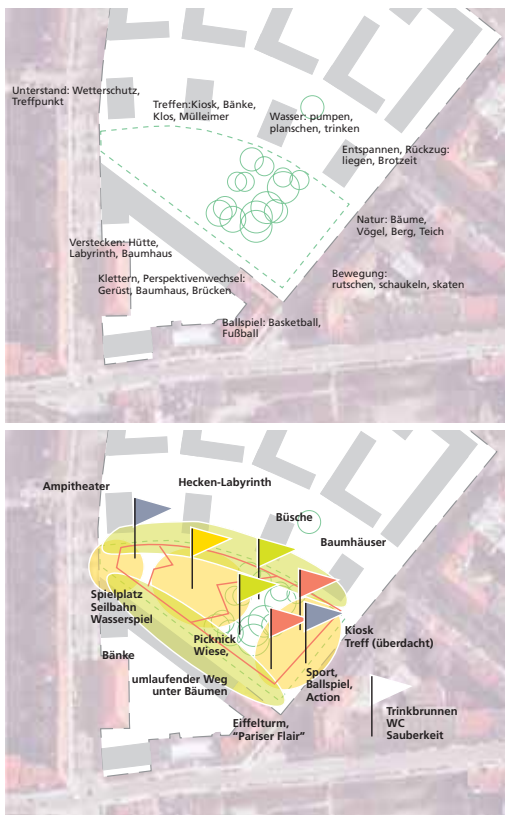 Unterstand: Wetterschutz,
Treffpunkt
Treffen:Kiosk, Bänke,
Klos, Mülleimer
Wasser: pumpen,
planschen, trinken
Entspannen, Rückzug:
liegen, Brotzeit
Natur: Bäume,
Vögel, Berg, Teich
Verstecken: Hütte,
Labyrinth, Baumhaus
Klettern, Perspektivenwechsel:
Gerüst, Baumhaus, Brücken
Bewegung:
rutschen, schaukeln, skaten
Ballspiel: Basketball,
Fußball
Ampitheater
Hecken-Labyrinth
Büsche
Baumhäuser
Spielplatz
Seilbahn
Wasserspiel
Kiosk
Treff (überdacht)
Picknick
Wiese,
Bänke
umlaufender Weg
unter Bäumen
Sport,
Ballspiel,
Action
Eiffelturm,
"Pariser Flair"
Trinkbrunnen
WC
Sauberkeit